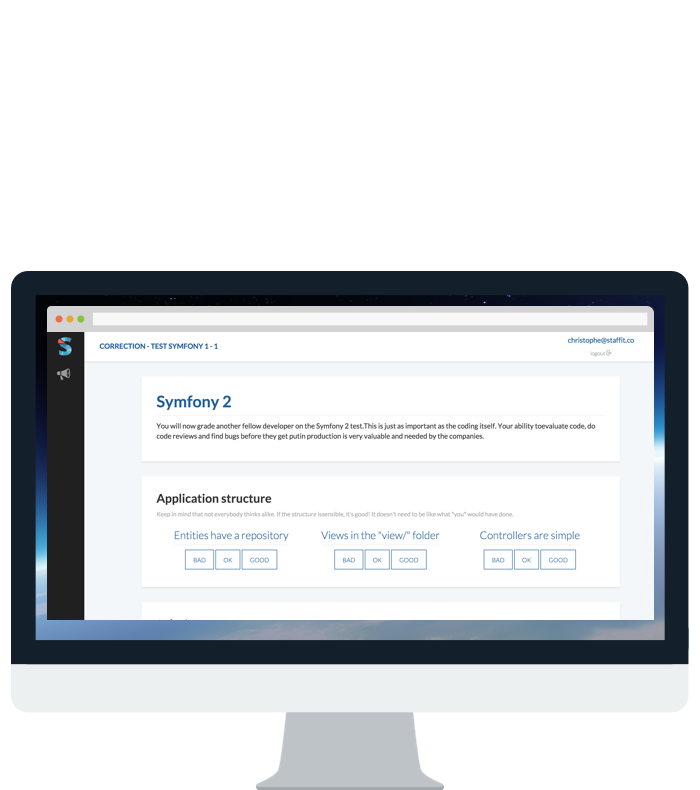 CORRECTION - TEST SYMFONY 1 - 1
christophe@staffit.co
logout
Symfony 2
You will now grade another fellow developer on the Symfony 2 test.This is just as important as the coding itself. Your ability toevaluate code, do
code reviews and find bugs before they get putin production is very valuable and needed by the companies.
Application structure
Keep in mind that not everybody thinks alike. If the structure issensible, it's good! It doesn't need to be like what "you" would have done.
Entities have a repository
Views in the "view/" folder
Controllers are simple
BAD OK GOOD
BAD OK GOOD
BAD OK GOOD